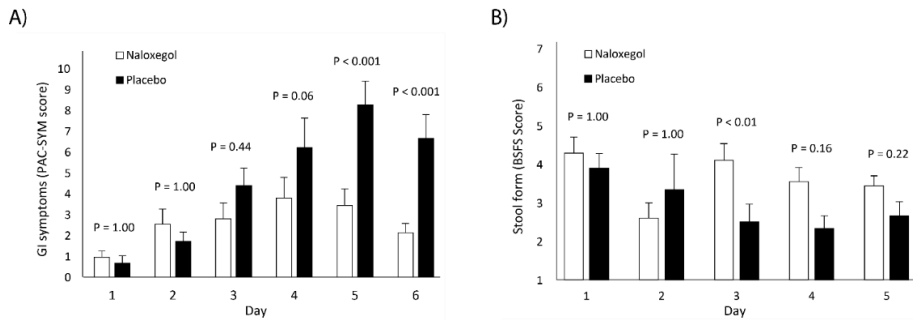 A)
GI symptoms (PAC-SYM score)
Naloxegol
Placebo
P = 1.00
P = 1.00
P = 0.44
P = 0.06
P < 0.001
P < 0.001
10
9
8
7
6
5
4
3
2
1
0
1 2 3 4 5 6
Day
B)
Stool form (BSFS Score)
Naloxegol
Placebo
P = 1.00
P = 1.00
P < 0.01
P = 0.16
P = 0.22
7
6
5
4
3
2
1
1 2 3 4 5
Day